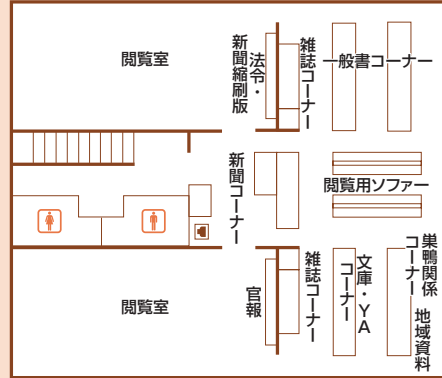 閲覧室
新聞縮刷版
法令・
雑誌コーナー
一般書コーナー
新聞コーナー
閲覧用ソファー
閲覧室
官報
雑誌コーナー
文庫・YA
コーナー
巣鴨関係
コーナー
地域資料